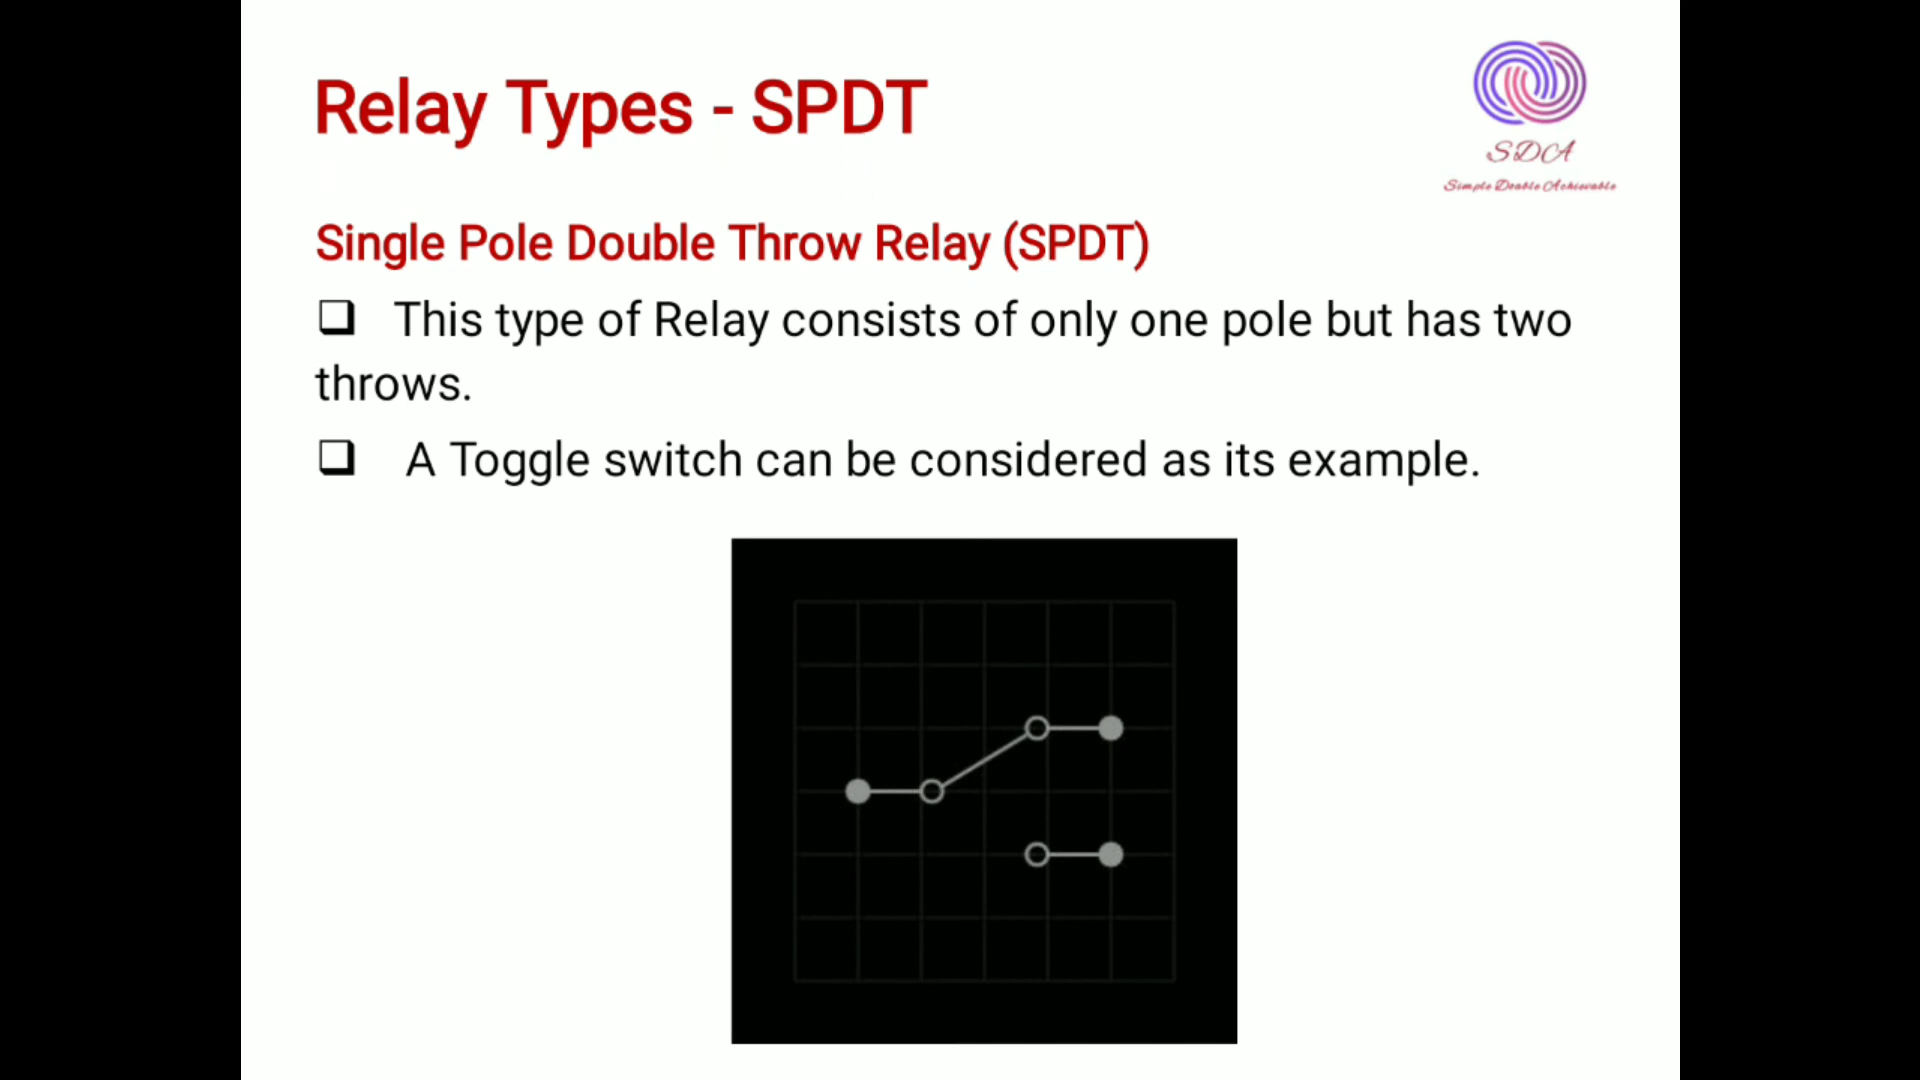 Relay Types - SPDT
SDA
Simple Doable Achievable
Single Pole Double Throw Relay (SPDT)
❑ This type of Relay consists of only one pole but has two
throws.
❑ A Toggle switch can be considered as its example.